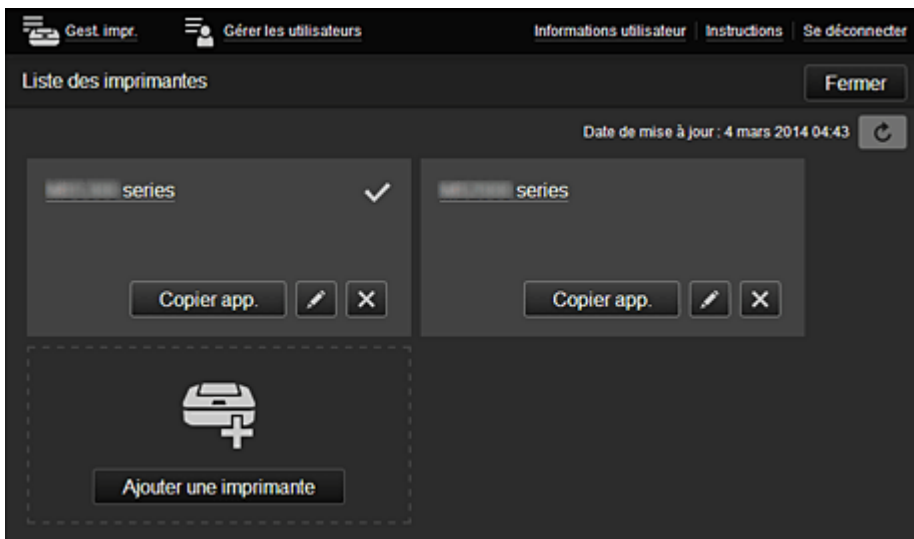 Gest. impr. Gérer les utilisateurs Informations utilisateur Instructions Se déconnecter
Liste des imprimantes Fermer
Date de mise à jour : 4 mars 2014 04:43
series series
Copier app. Copier app.
Ajouter une imprimante